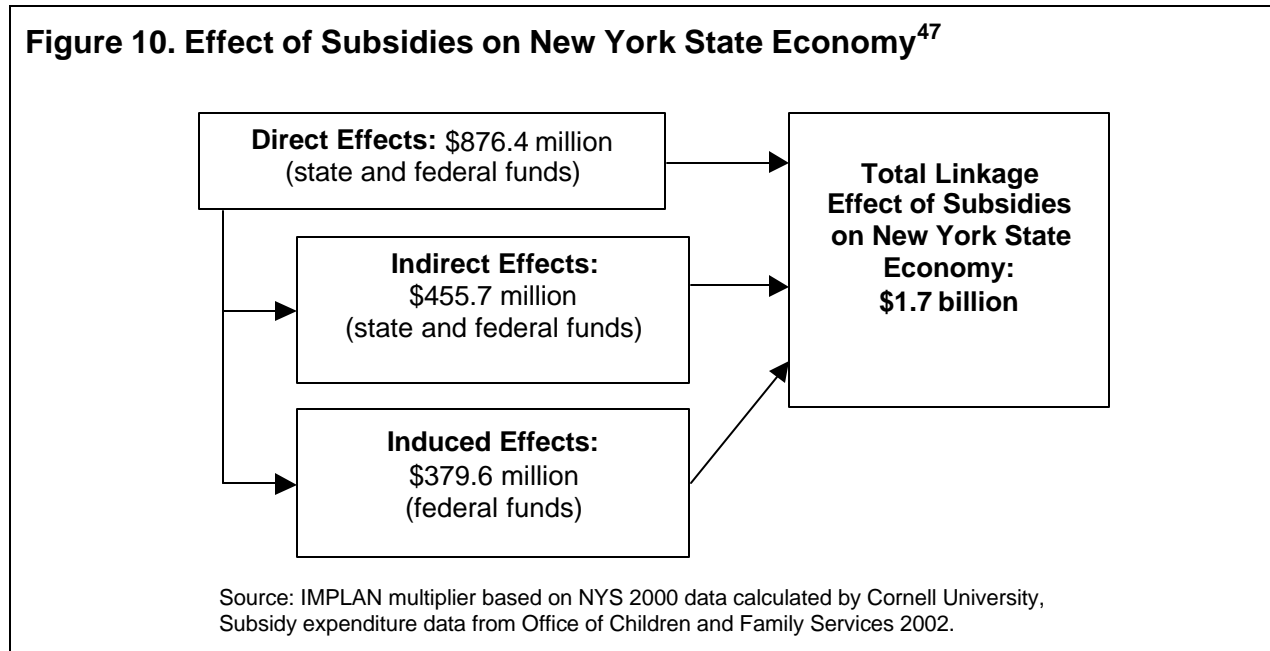 Figure 10. Effect of Subsidies on New York State Economy47
Direct Effects: $876.4 million
(state and federal funds)
Indirect Effects:
$455.7 million
(state and federal funds)
Induced Effects:
$379.6 million
(federal funds)
Total Linkage
Effect of Subsidies
on New York State
Economy:
$1.7 billion
Source: IMPLAN multiplier based on NYS 2000 data calculated by Cornell University,
Subsidy expenditure data from Office of Children and Family Services 2002.